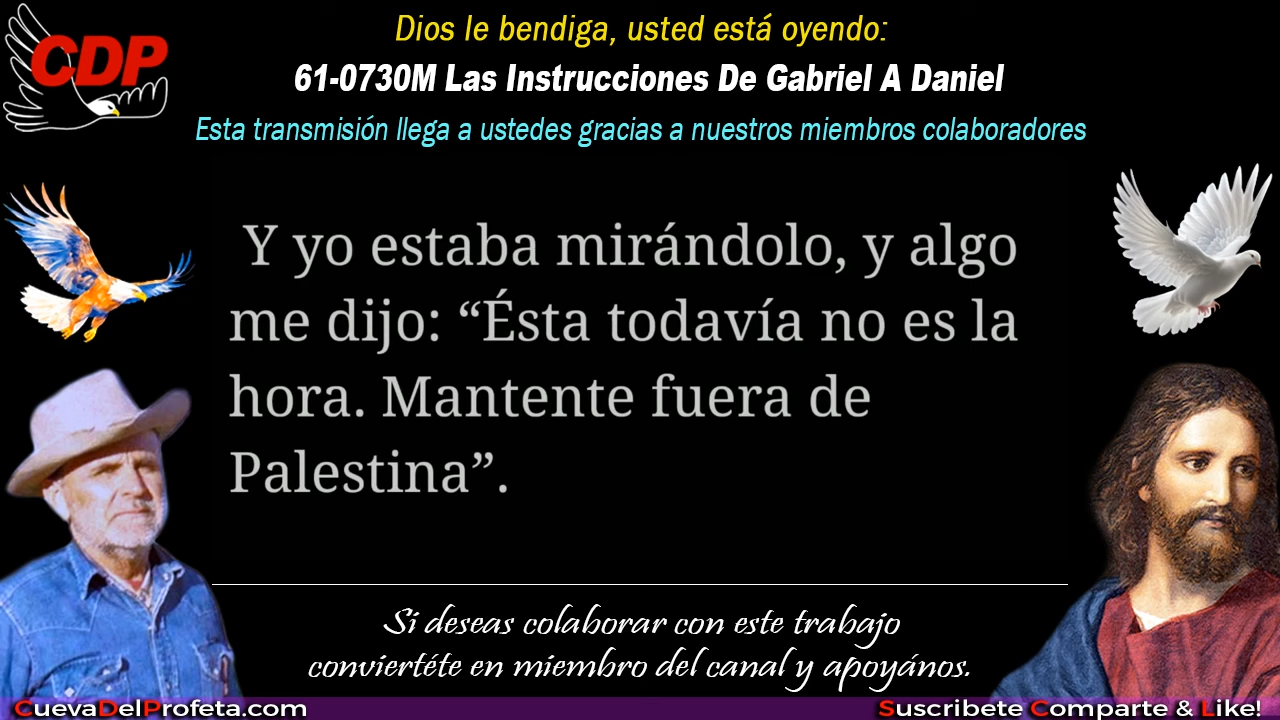 CDP
Dios le bendiga, usted está oyendo:
61-0730M Las Instrucciones De Gabriel A Daniel
Esta transmisión llega a ustedes gracias a nuestros miembros colaboradores
Y yo estaba mirándolo, y algo
me dijo: “Ésta todavía no es la
hora. Mantente fuera de
Palestina”.
Si deseas colaborar con este trabajo
conviertéte en miembro del canal y apoyános.
CuevaDelProfeta.com
Suscribete Comparte & Like!